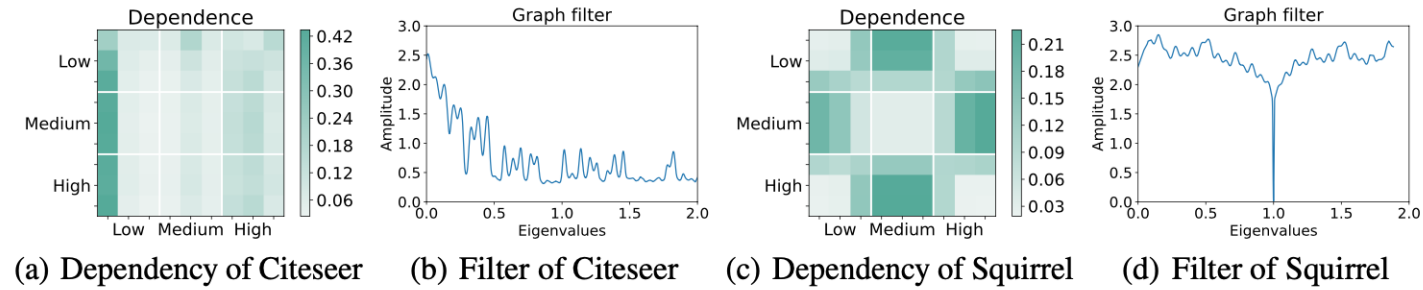 Dependence
Low
Medium
High
Low Medium High
0.42
0.36
0.30
0.24
0.18
0.12
0.06
(a) Dependency of Citeseer
Graph filter
Amplitude
3.0
2.5
2.0
1.5
1.0
0.5
0.0
0.0 0.5 1.0 1.5 2.0
Eigenvalues
(b) Filter of Citeseer
Dependence
Low
Medium
High
Low Medium High
0.21
0.18
0.15
0.12
0.09
0.06
0.03
(c) Dependency of Squirrel
Graph filter
Amplitude
3.0
2.5
2.0
1.5
1.0
0.5
0.0
0.0 0.5 1.0 1.5 2.0
Eigenvalues
(d) Filter of Squirrel